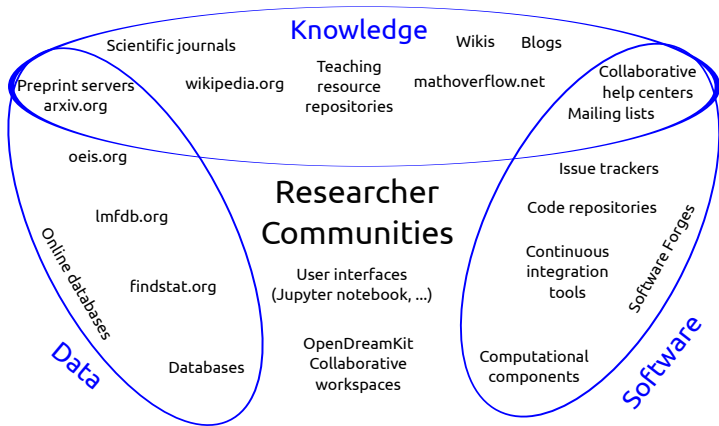 Knowledge
Scientific journals
Wikis
Blogs
Preprint servers
arxiv.org
wikipedia.org
Teaching
resource
repositories
mathoverflow.net
Collaborative
help centers
Mailing lists
oeis.org
lmfdb.org
findstat.org
Databases
Online databases
Data
Researcher
Communities
User interfaces
(Jupyter notebook, ...)
OpenDreamKit
Collaborative
workspaces
Issue trackers
Code repositories
Continuous
integration
tools
Software Forges
Computational
components
Software